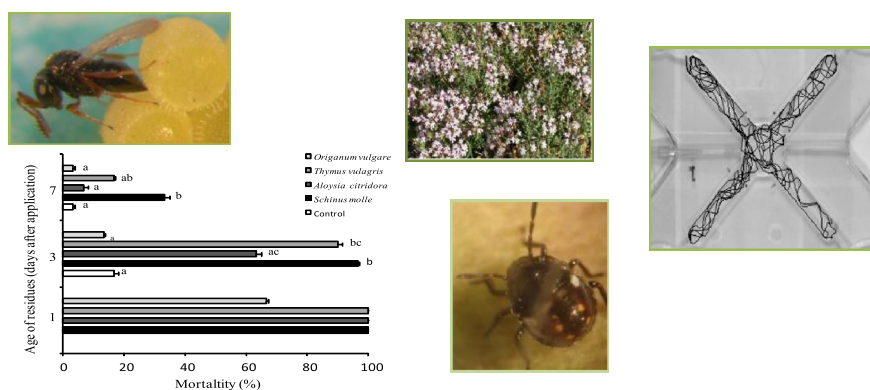 Origanum vulgare
Thymus vulagris
Aloysia citridora
Schinus molle
Control
Age of residues (days after application)
7
a
ab
a
b
a
3
a
bc
ac
b
a
1
0 20 40 60 80 100
Mortaltity (%)